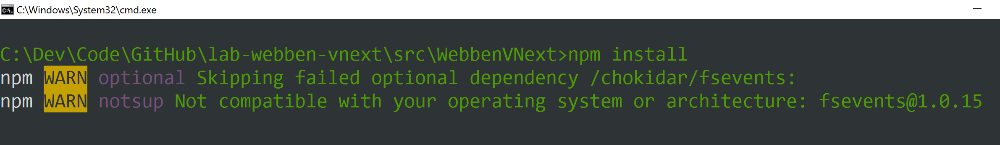 C:\Windows\System32\cmd.exe
C:\Dev\Code\GitHub\lab-webben-vnext\src\WebbenVNext>npm install
npm WARN optional Skipping failed optional dependency /chokidar/fsevents:
npm WARN notsup Not compatible with your operating system or architecture: fsevents@1.0.15